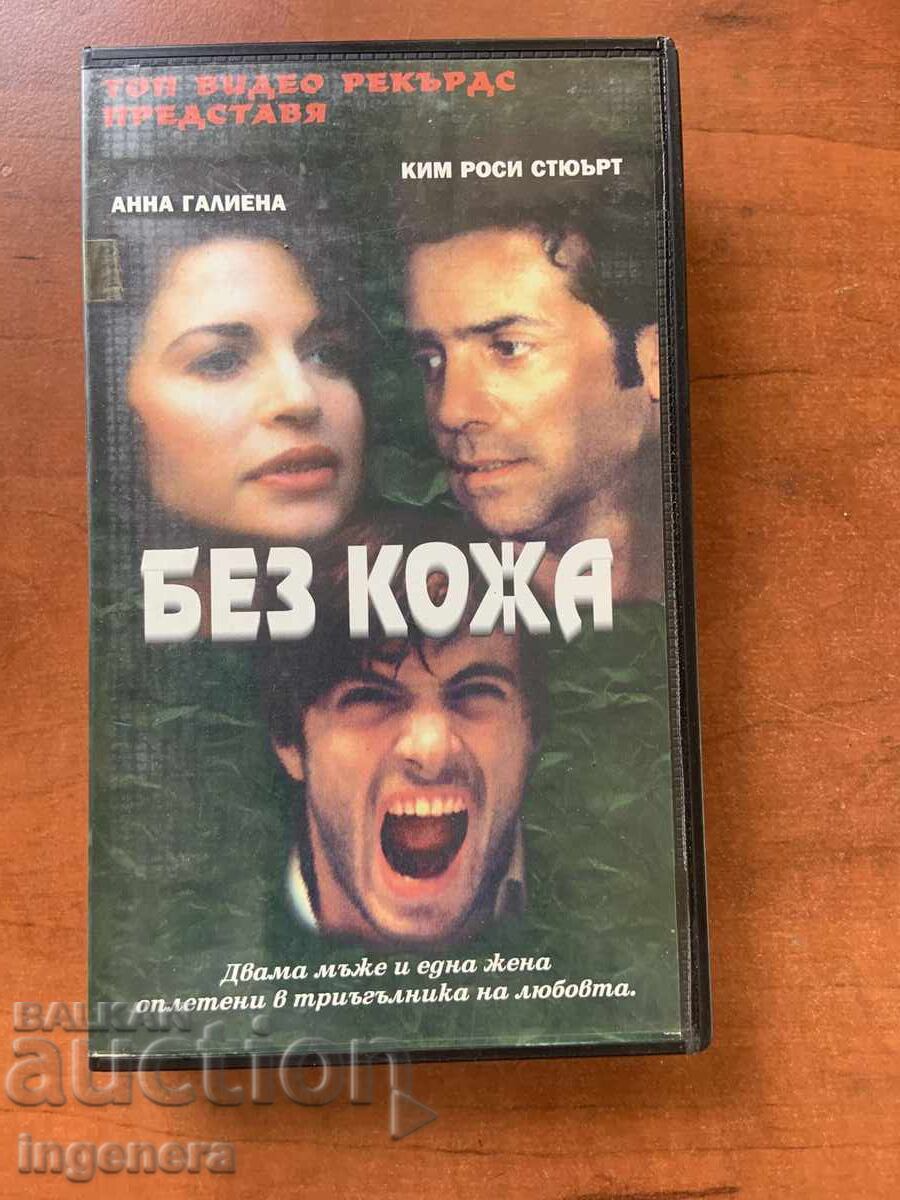 ТОП ВИДЕО РЕКЪРДС
ПРЕДСТАВЯ
КИМ РОСИ СТЮЪРТ
АННА ГАЛИЕНА
БЕЗ КОЖА
Двама мъже и една жена
оплетени в триъгълника на любовта.
BALKAN
auction
ingenera